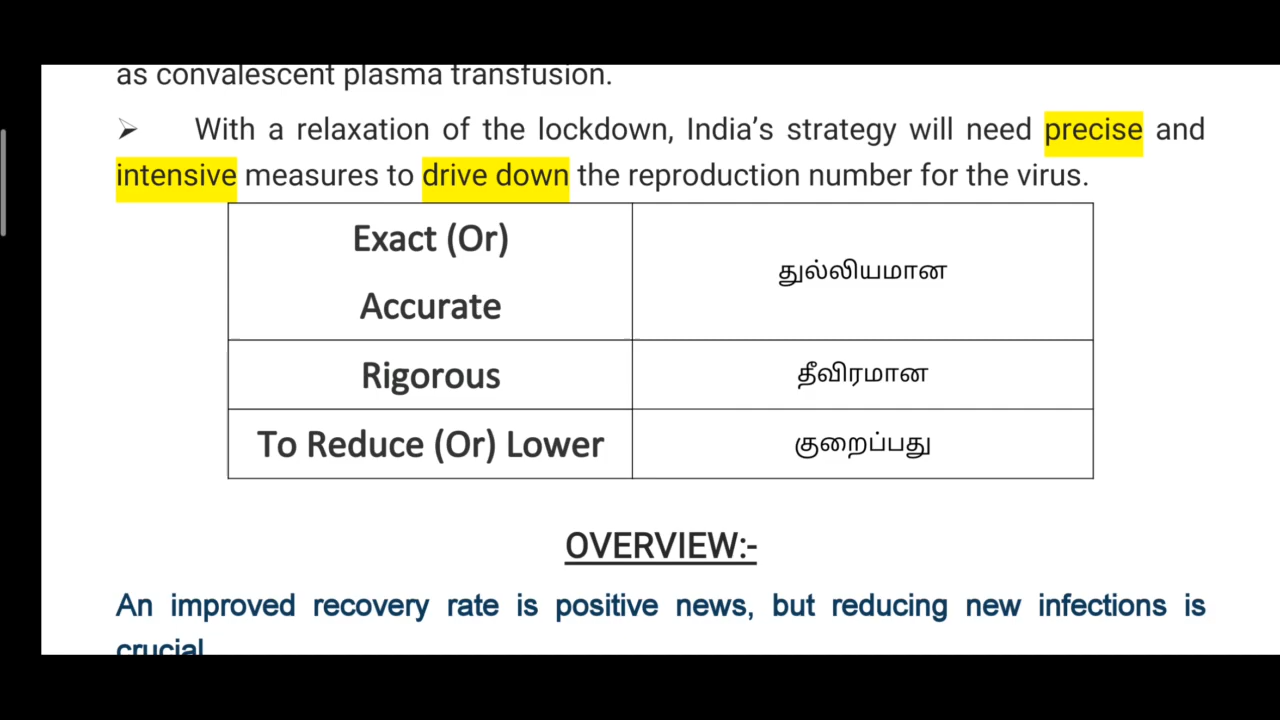 as convalescent plasma transfusion.
➢ With a relaxation of the lockdown, India's strategy will need precise and
intensive measures to drive down the reproduction number for the virus.
Exact (Or)
Accurate
துல்லியமான
Rigorous
தீவிரமான
To Reduce (Or) Lower
குறைப்பது
OVERVIEW:-
An improved recovery rate is positive news, but reducing new infections is
crucial